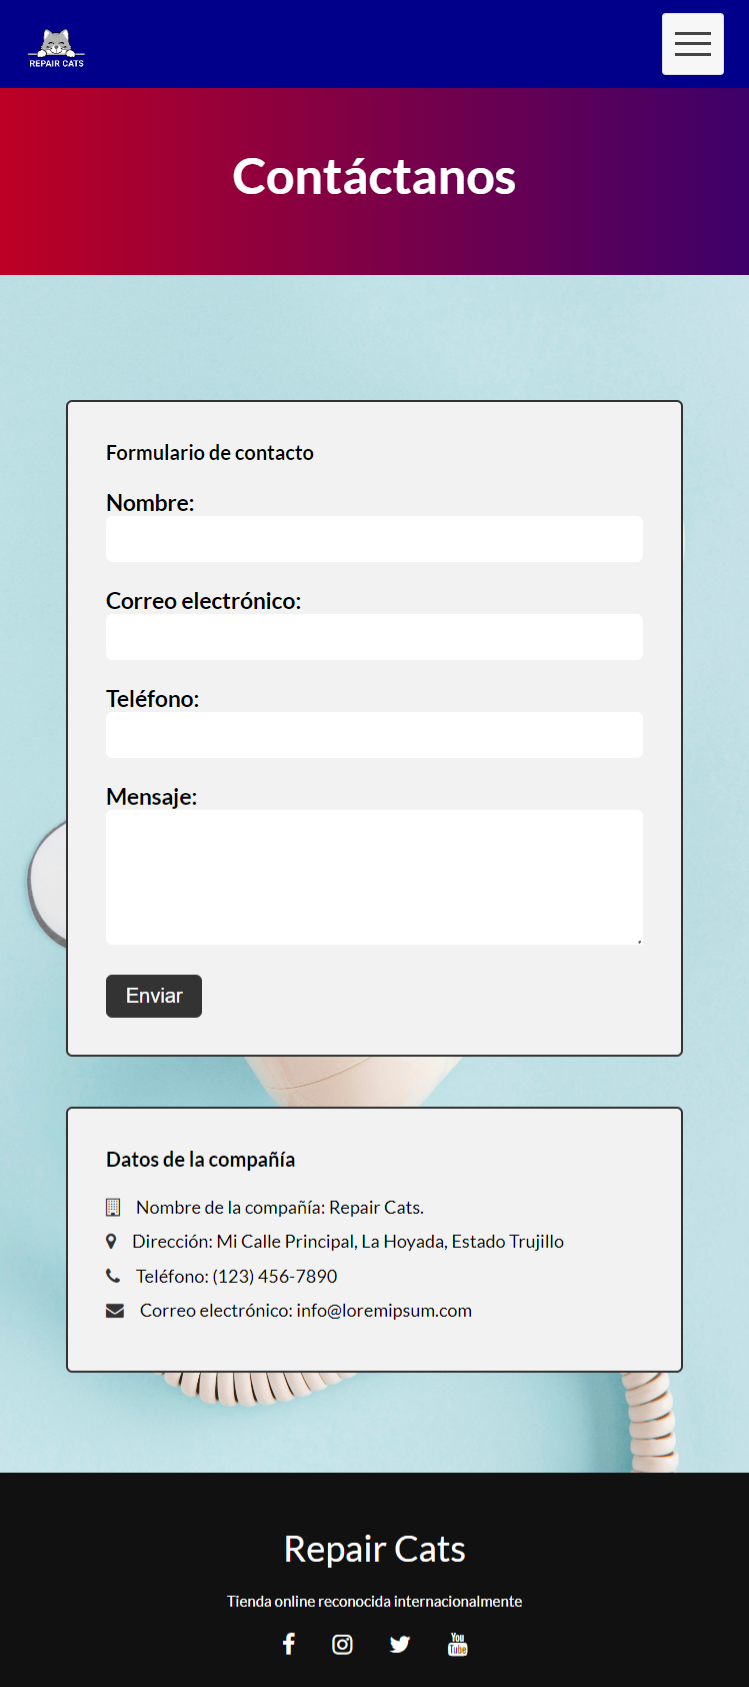 REPAIR CATS
Contáctanos
Formulario de contacto
Nombre:
Correo electrónico:
Teléfono:
Mensaje:
Enviar
Datos de la compañía
Nombre de la compañía: Repair Cats.
Dirección: Mi Calle Principal, La Hoyada, Estado Trujillo
Teléfono: (123) 456-7890
Correo electrónico: info@loremipsum.com
Repair Cats
Tienda online reconocida internacionalmente
You
Tube